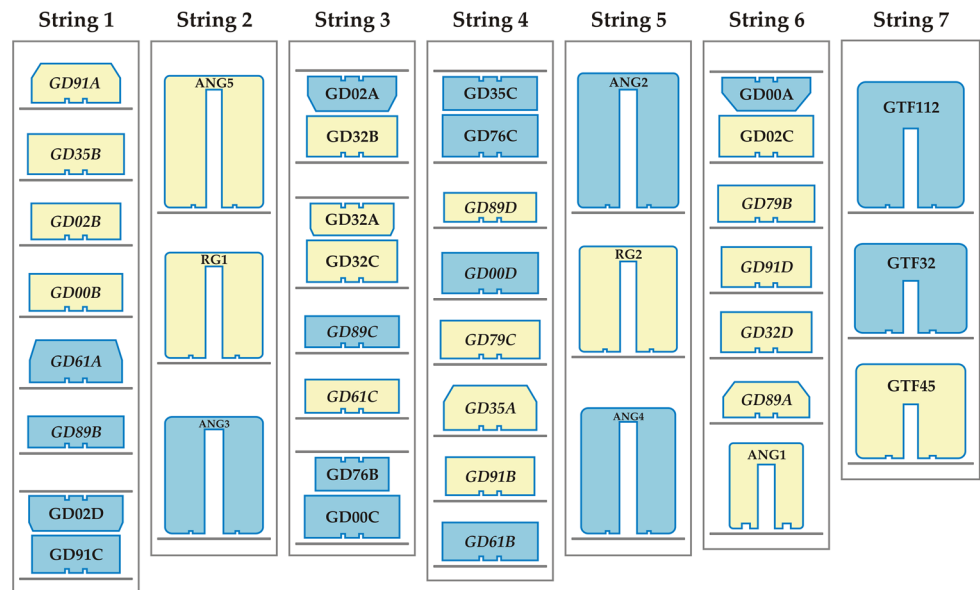 String 1
GD91A
GD35B
GD02B
GD00B
GD61A
GD89B
GD02D
GD91C
String 2
ANG5
RG1
ANG3
String 3
GD02A
GD32B
GD32A
GD32C
GD89C
GD61C
GD76B
GD00C
String 4
GD35C
GD76C
GD89D
GD00D
GD79C
GD35A
GD91B
GD61B
String 5
ANG2
RG2
ANG4
String 6
GD00A
GD02C
GD79B
GD91D
GD32D
GD89A
ANG1
String 7
GTF112
GTF32
GTF45